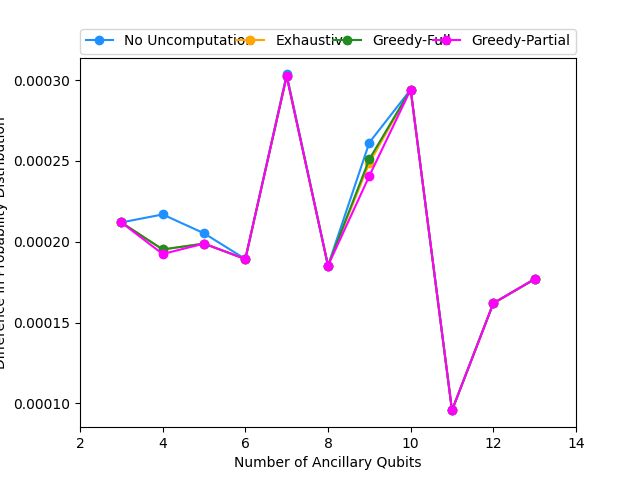 No Uncomputation Exhaustive Greedy-Full Greedy-Partial
0.00030
0.00025
0.00020
0.00015
0.00010
Difference in Probability Distribution
2 4 6 8 10 12 14
Number of Ancillary Qubits